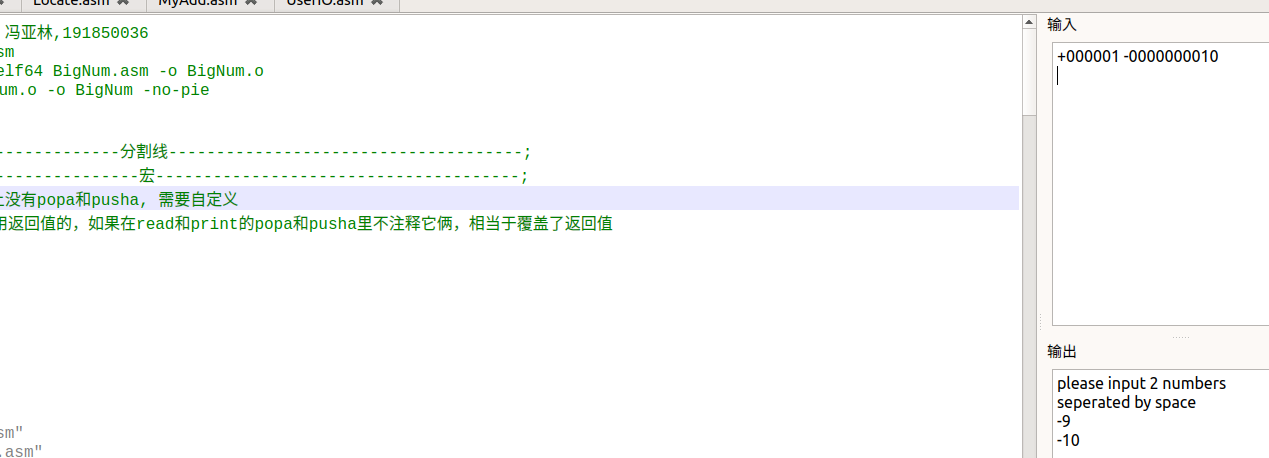 Locate.asm MyAdd.asm UserIO.asm
冯亚林,191850036
sm
elf64 BigNum.asm -o BigNum.o
um.o -o BigNum -no-pie
-------------分割线-------------------------------------;
---------------宏--------------------------------------;
上没有popa和pusha, 需要自定义
用返回值的，如果在read和print的popa和pusha里不注释它俩，相当于覆盖了返回值
sm"
.asm"
输入
+000001 -0000000010
输出
please input 2 numbers
seperated by space
-9
-10